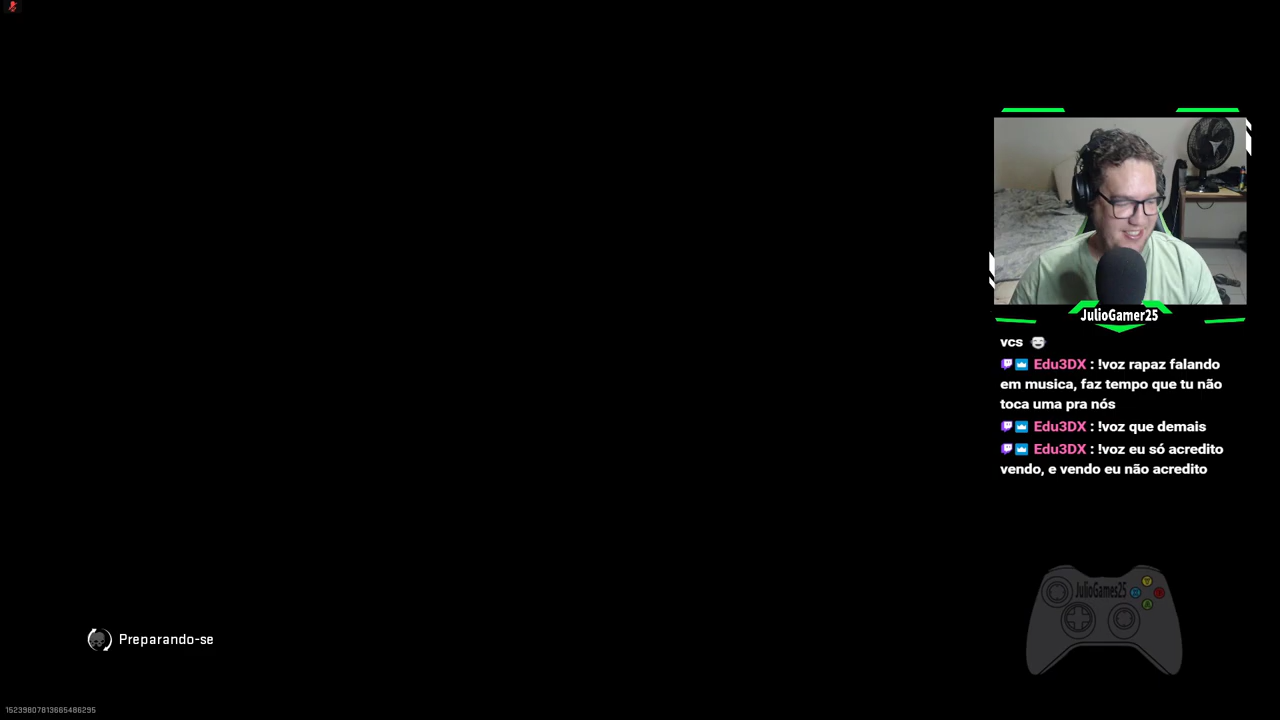 JulioGamer25
vcs
Edu3DX : !voz rapaz falando
em musica, faz tempo que tu não
toca uma pra nós
Edu3DX : !voz que demais
Edu3DX : !voz eu só acredito
vendo, e vendo eu não acredito
JulioGames25
Preparando-se
15239807813665486295